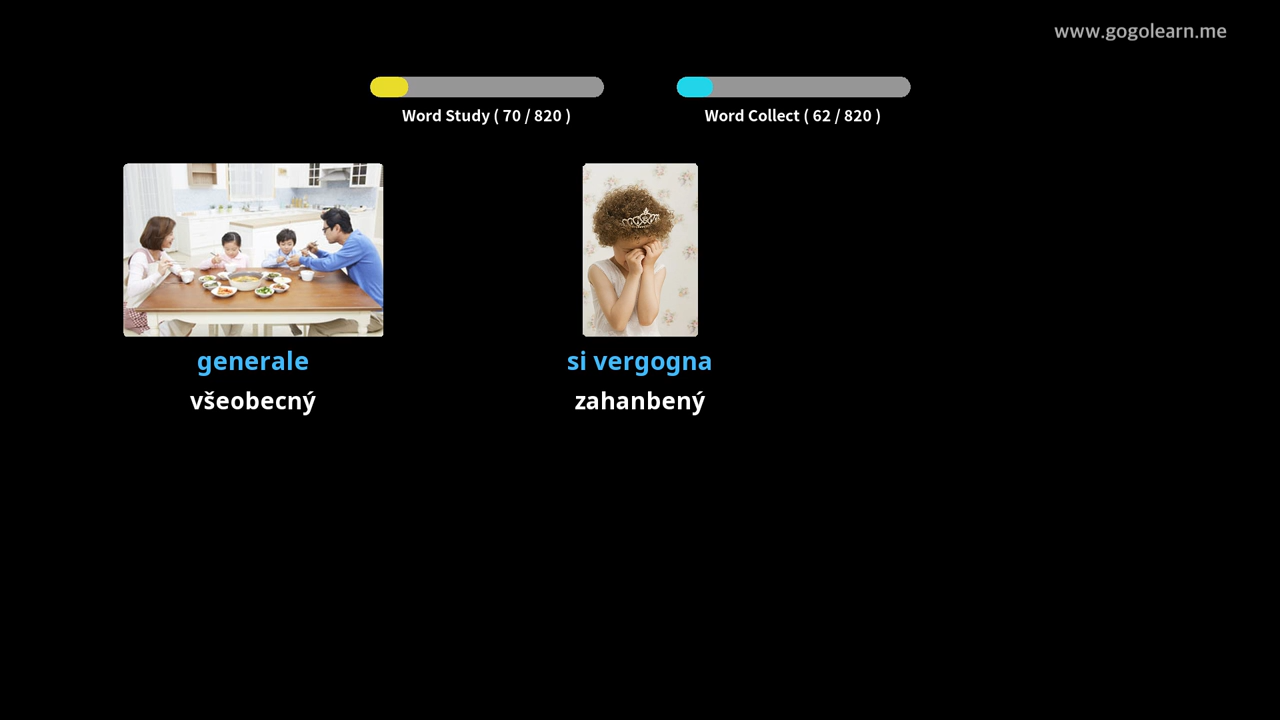 www.gogolearn.me
Word Study ( 70 / 820 )
Word Collect ( 62 / 820 )
generale
všeobecný
si vergogna
zahanbený